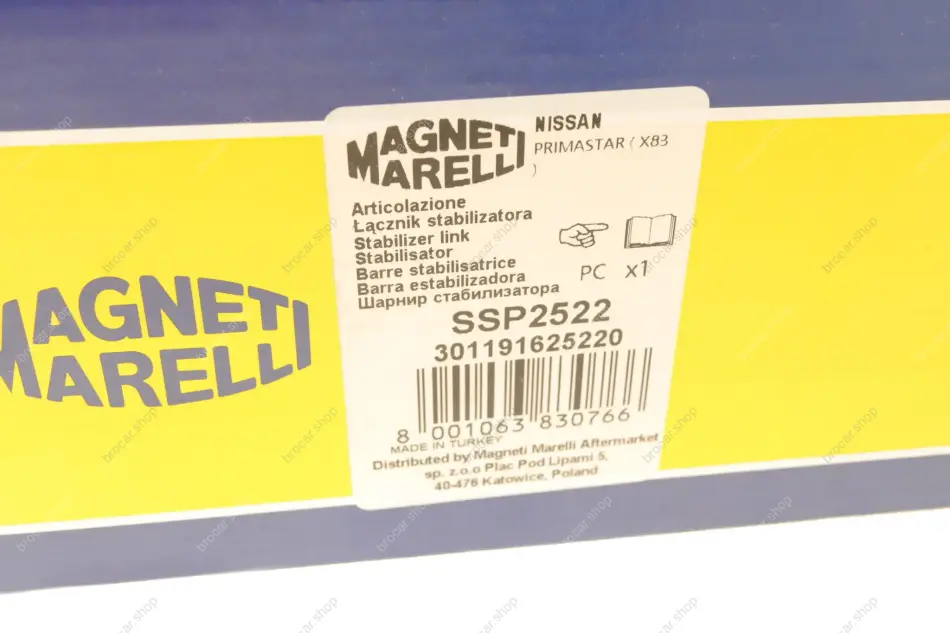 MAGNETI
MARELLI
MAGNETI
MARELLI
NISSAN
PRIMASTAR ( X83
)
Articolazione
Łącznik stabilizatora
Stabilizer link
Stabilisator
Barre stabilisatrice
Barra estabilizadora
Шарнир стабилизатора
PC x1
SSP2522
301191625220
8 001063 830766
MADE IN TURKEY
Distributed by Magneti Marelli Aftermarket
sp. z.o.o Plac Pod Lipami 5,
40-476 Katowice, Poland
brocar.shop